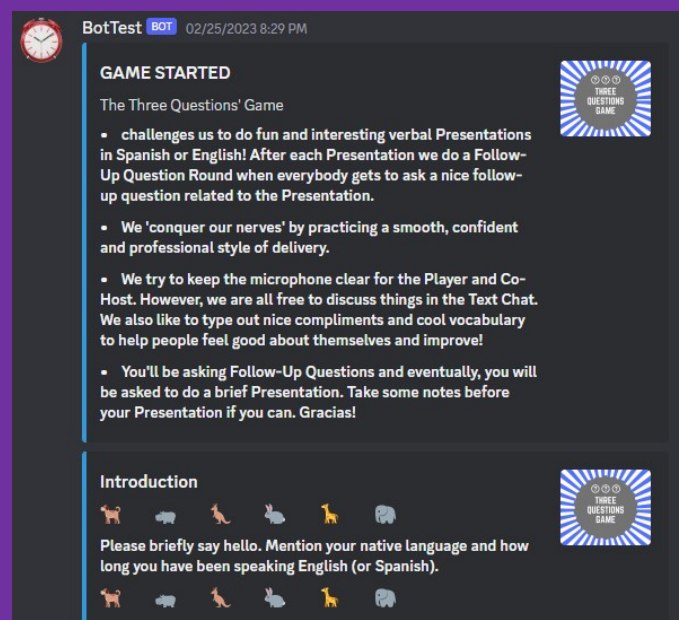 BotTest BOT 02/25/2023 8:29 PM
GAME STARTED
The Three Questions' Game
▪ challenges us to do fun and interesting verbal Presentations
in Spanish or English! After each Presentation we do a Follow-
Up Question Round when everybody gets to ask a nice follow-
up question related to the Presentation.
▪ We 'conquer our nerves' by practicing a smooth, confident
and professional style of delivery.
▪ We try to keep the microphone clear for the Player and Co-
Host. However, we are all free to discuss things in the Text Chat.
We also like to type out nice compliments and cool vocabulary
to help people feel good about themselves and improve!
▪ You'll be asking Follow-Up Questions and eventually, you will
be asked to do a brief Presentation. Take some notes before
your Presentation if you can. Gracias!
? ? ?
THREE
QUESTIONS
GAME
Introduction
Please briefly say hello. Mention your native language and how
long you have been speaking English (or Spanish).
? ? ?
THREE
QUESTIONS
GAME